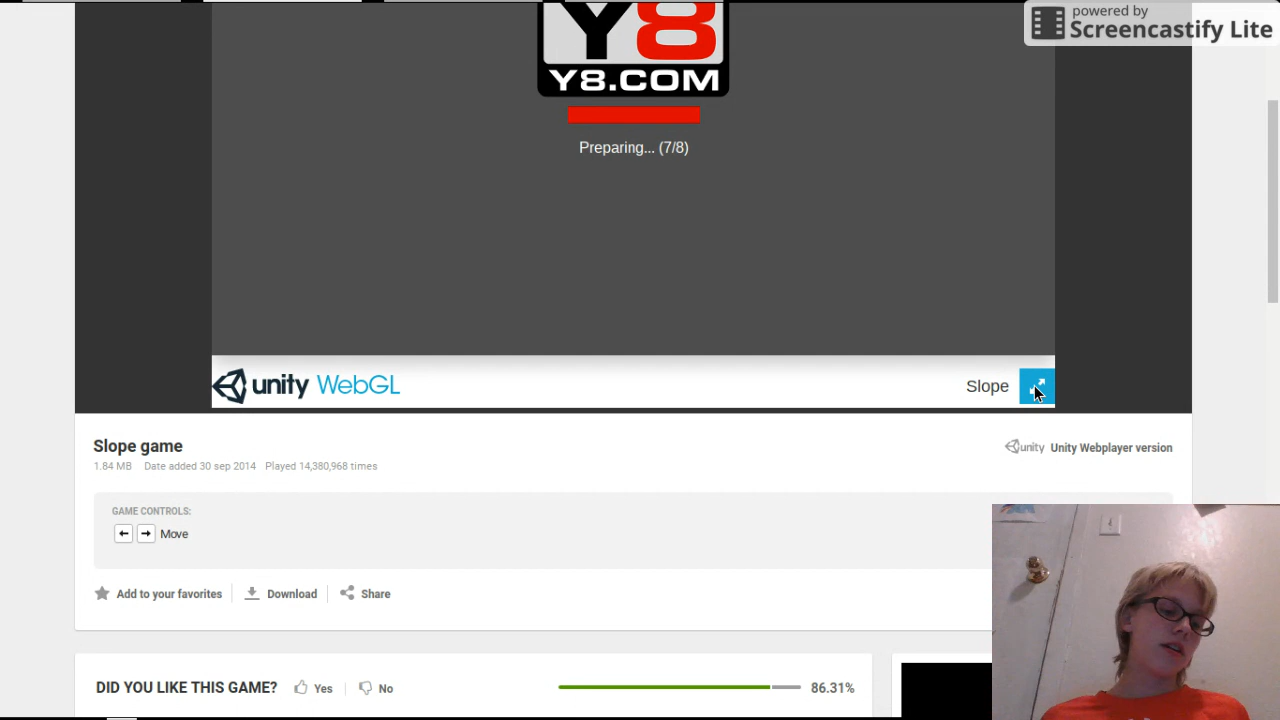 powered by
Screencastify Lite
Y8
Y8.COM
Preparing... (7/8)
unity WebGL
Slope
Slope game
1.84 MB Date added 30 sep 2014 Played 14,380,968 times
unity Unity Webplayer version
GAME CONTROLS:
← → Move
Add to your favorites Download Share
DID YOU LIKE THIS GAME? Yes No 86.31%